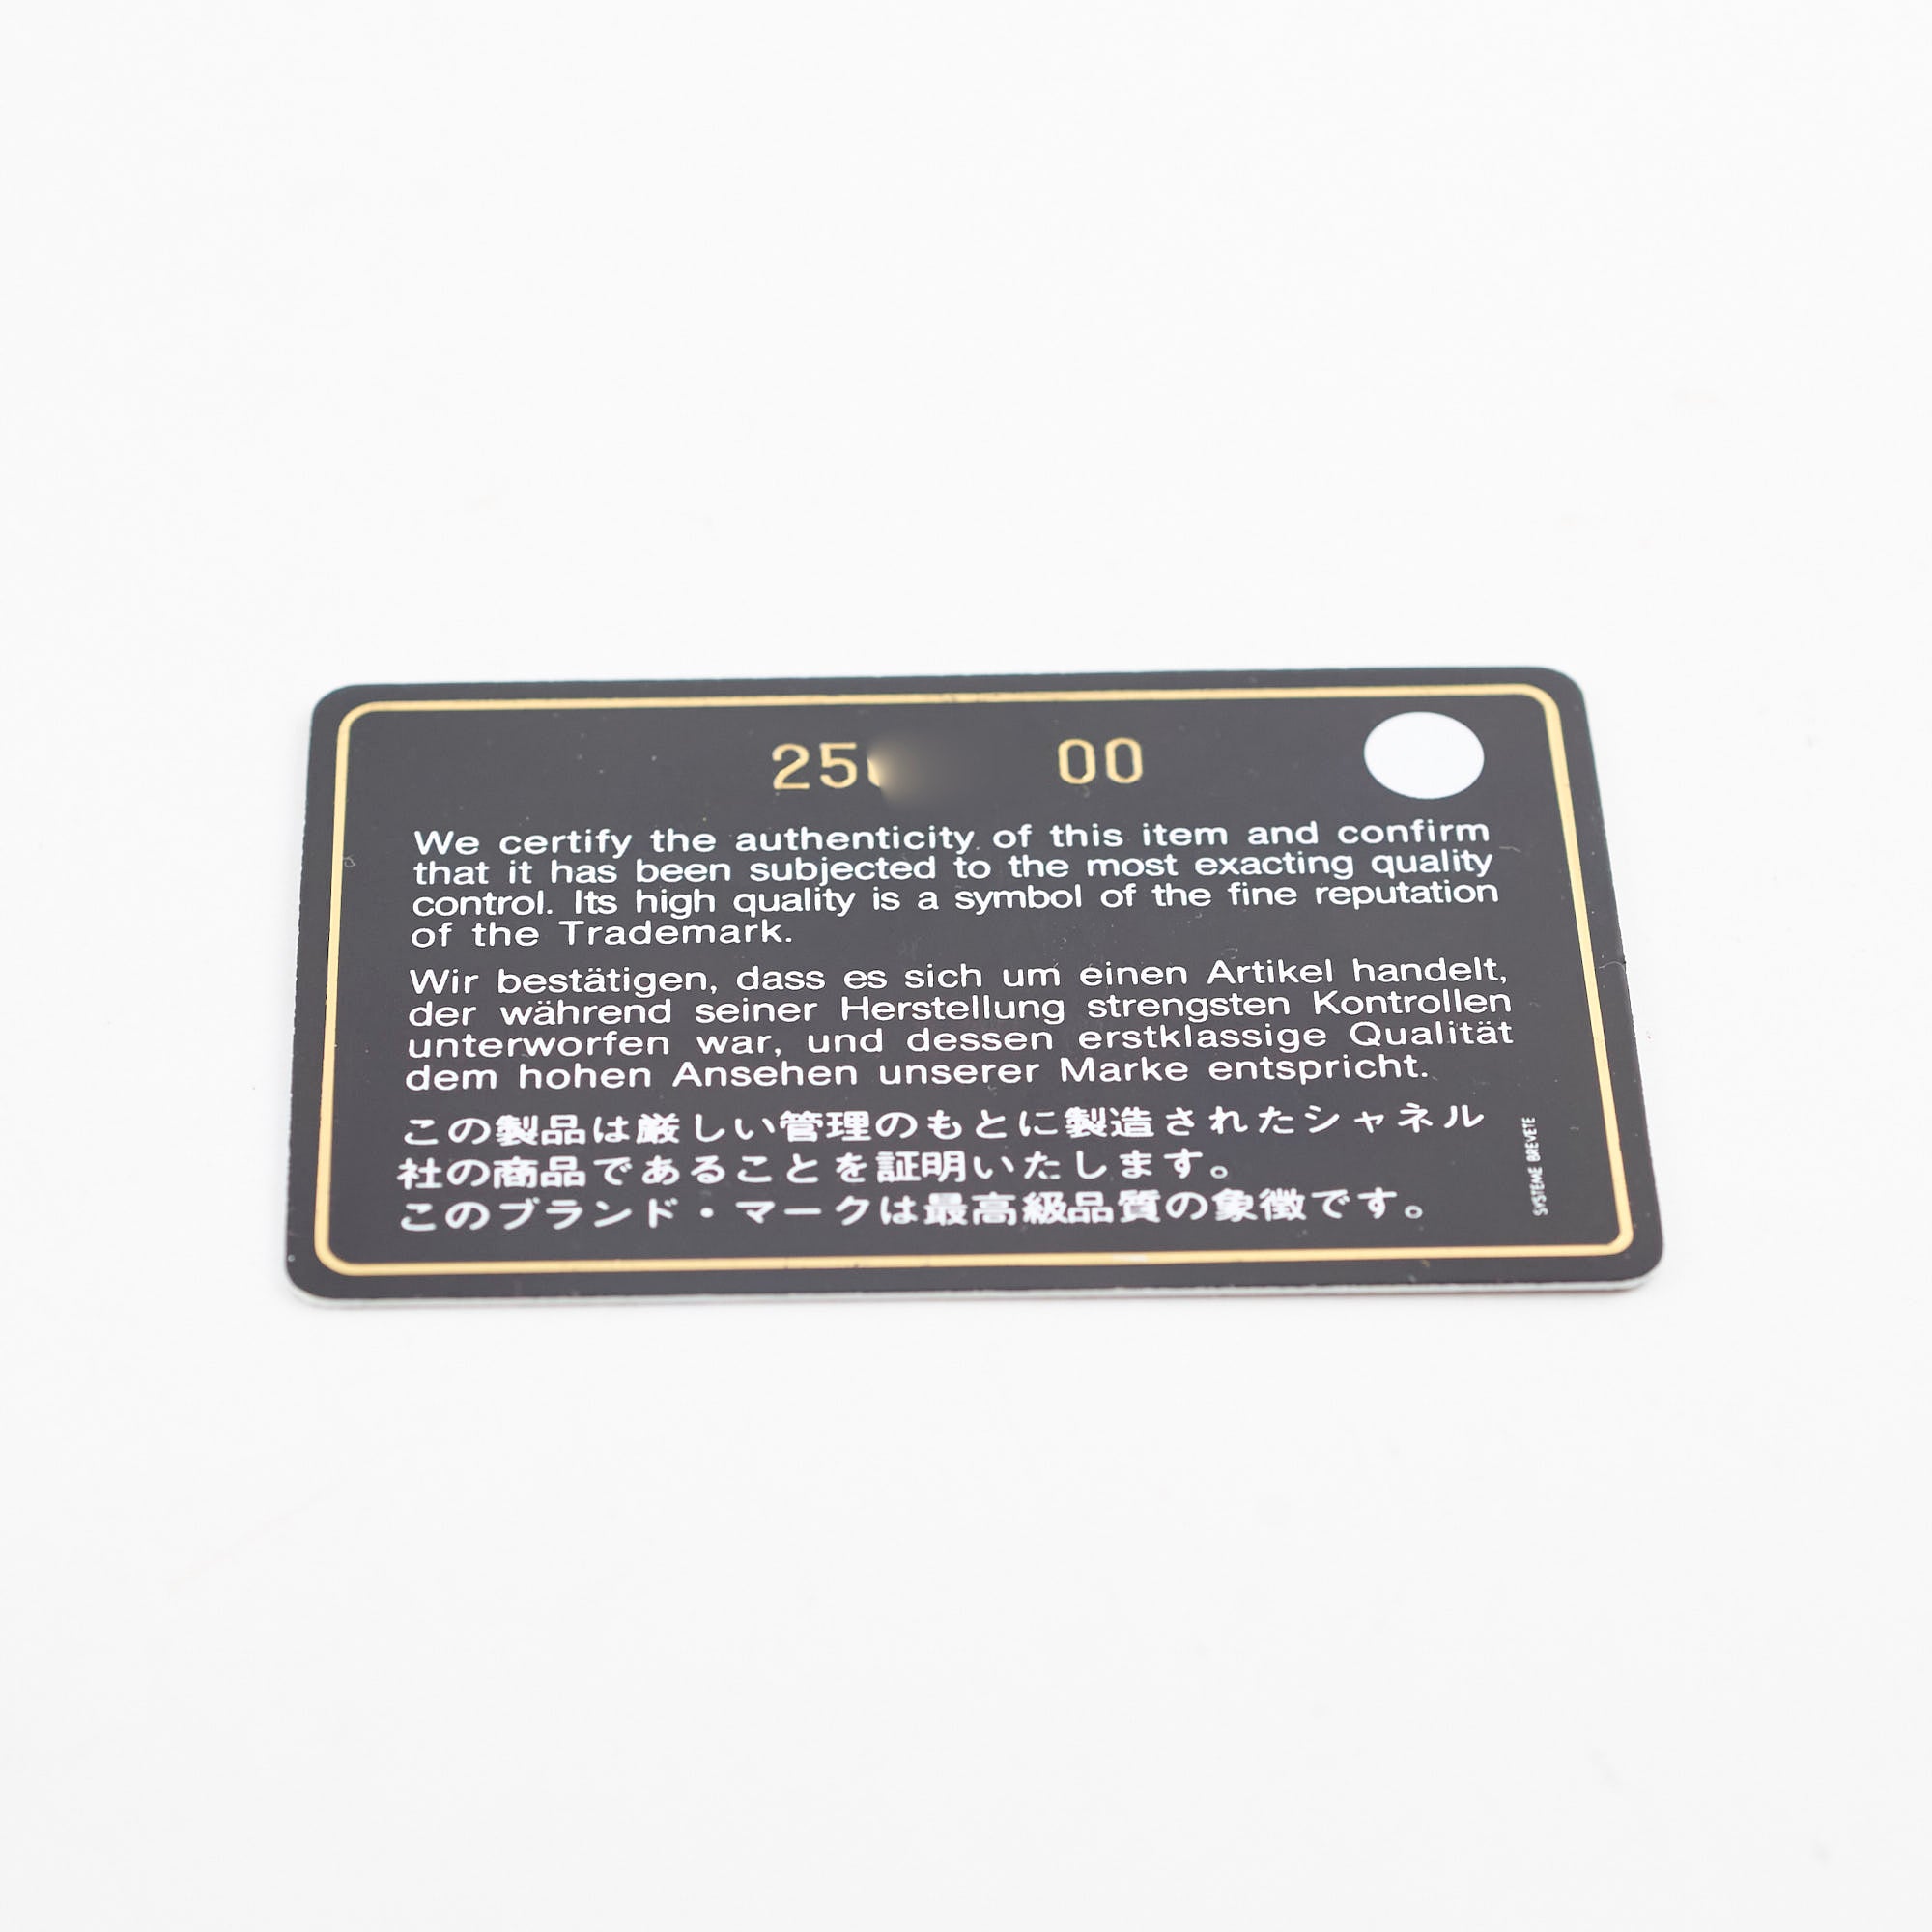 25 00
We certify the authenticity of this item and confirm
that it has been subjected to the most exacting quality
control. Its high quality is a symbol of the fine reputation
of the Trademark.
Wir bestätigen, dass es sich um einen Artikel handelt,
der während seiner Herstellung strengsten Kontrollen
unterworfen war, und dessen erstklassige Qualität
dem hohen Ansehen unserer Marke entspricht.
この製品は厳しい管理のもとに製造されたシャネル
社の商品であることを証明いたします。
このブランド・マークは最高級品質の象徴です。
SYSTEME BREVETE